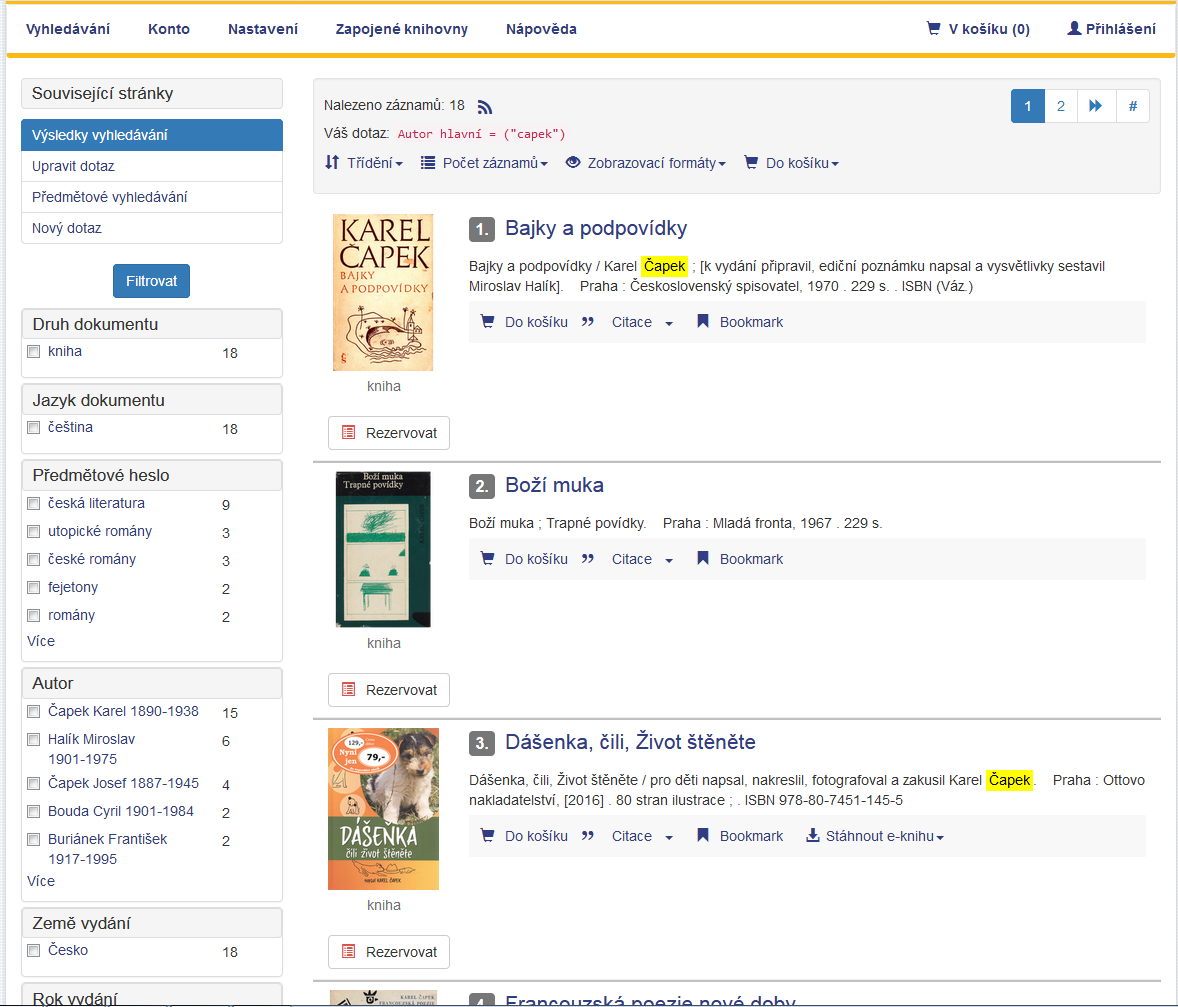 Vyhledávání Konto Nastavení Zapojené knihovny Nápověda V košíku (0) Přihlášení
Související stránky
Výsledky vyhledávání
Upravit dotaz
Předmětové vyhledávání
Nový dotaz
Filtrovat
Druh dokumentu
kniha 18
Jazyk dokumentu
čeština 18
Předmětové heslo
česká literatura 9
utopické romány 3
české romány 3
fejetony 2
romány 2
Více
Autor
Čapek Karel 1890-1938 15
Halík Miroslav 6
1901-1975
Čapek Josef 1887-1945 4
Bouda Cyril 1901-1984 2
Buriánek František 2
1917-1995
Více
Země vydání
Česko 18
Rok vydání
Nalezeno záznamů: 18
1 2 #
Váš dotaz: Autor hlavní = ("capek")
Třídění Počet záznamů Zobrazovací formáty Do košíku
KAREL
ČAPEK
BAJKY
A PODPOVÍDKY
kniha
Rezervovat
1. Bajky a podpovídky
Bajky a podpovídky / Karel Čapek ; [k vydání připravil, ediční poznámku napsal a vysvětlivky sestavil
Miroslav Halík]. Praha : Československý spisovatel, 1970 . 229 s. . ISBN (Váz.)
Do košíku Citace Bookmark
Boží muka
Trapné povídky
kniha
Rezervovat
2. Boží muka
Boží muka ; Trapné povídky. Praha : Mladá fronta, 1967 . 229 s.
Do košíku Citace Bookmark
129,-
Nyní
jen 79,-
DÁŠEŇKA
čili život štěněte
napsal KAREL ČAPEK
kniha
Rezervovat
3. Dášenka, čili, Život štěněte
Dášenka, čili, Život štěněte / pro děti napsal, nakreslil, fotografoval a zakusil Karel Čapek . Praha : Ottovo
nakladatelství, [2016] . 80 stran ilustrace ; . ISBN 978-80-7451-145-5
Do košíku Citace Bookmark Stáhnout e-knihu
KAREL ČAPEK
FRANCOUZSKÁ POEZIE
4. Francouzská poezie nové doby